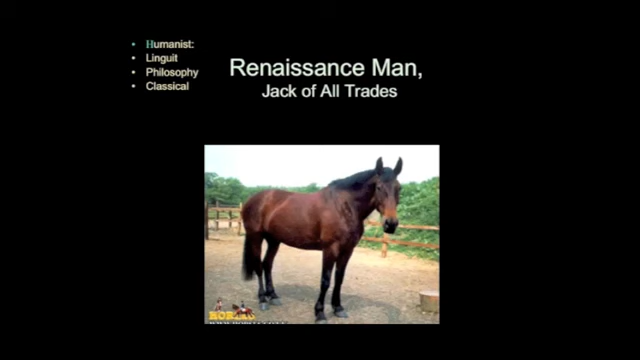 • Humanist:
• Linguit
• Philosophy
• Classical
Renaissance Man,
Jack of All Trades